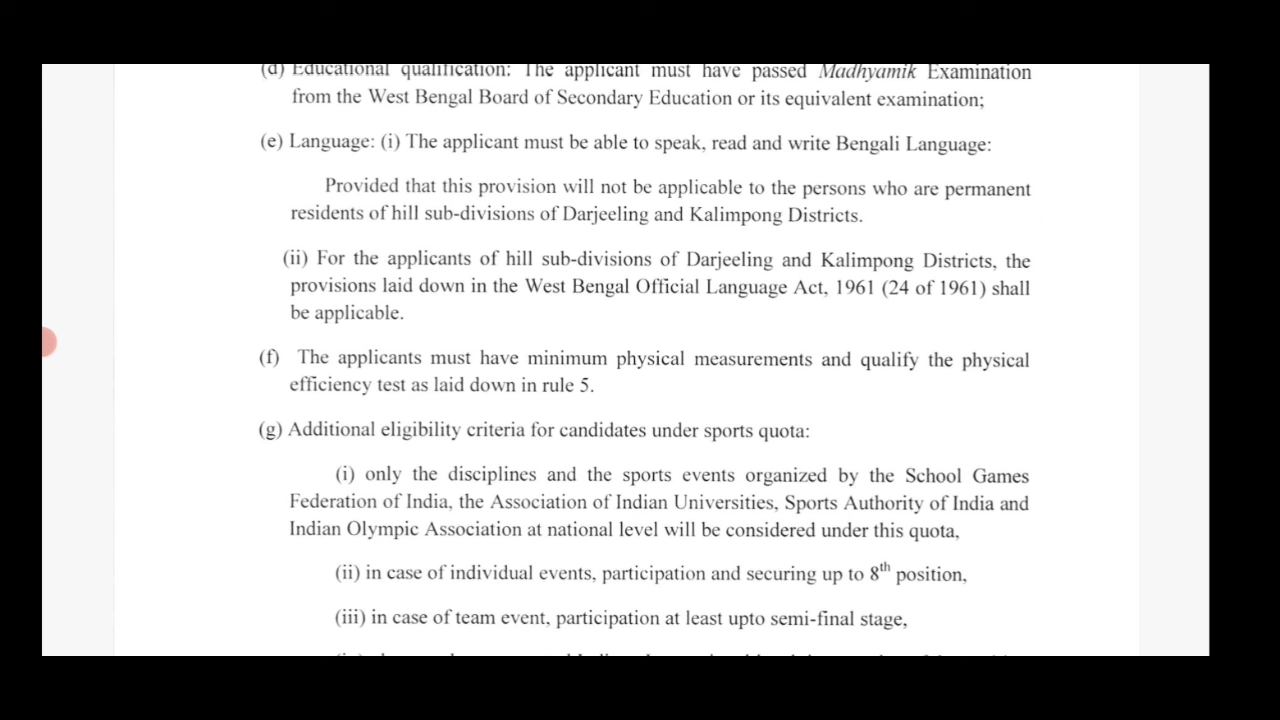 (d) Educational qualification: The applicant must have passed Madhyamik Examination
from the West Bengal Board of Secondary Education or its equivalent examination;
(e) Language: (i) The applicant must be able to speak, read and write Bengali Language:
Provided that this provision will not be applicable to the persons who are permanent
residents of hill sub-divisions of Darjeeling and Kalimpong Districts.
(ii) For the applicants of hill sub-divisions of Darjeeling and Kalimpong Districts, the
provisions laid down in the West Bengal Official Language Act, 1961 (24 of 1961) shall
be applicable.
(f) The applicants must have minimum physical measurements and qualify the physical
efficiency test as laid down in rule 5.
(g) Additional eligibility criteria for candidates under sports quota:
(i) only the disciplines and the sports events organized by the School Games
Federation of India, the Association of Indian Universities, Sports Authority of India and
Indian Olympic Association at national level will be considered under this quota,
(ii) in case of individual events, participation and securing up to 8th position,
(iii) in case of team event, participation at least upto semi-final stage,